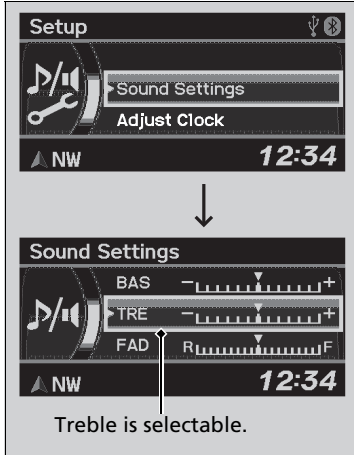 Setup
Sound Settings
Adjust Clock
NW 12:34
Sound Settings
BAS − +
TRE − +
FAD R F
NW 12:34
Treble is selectable.